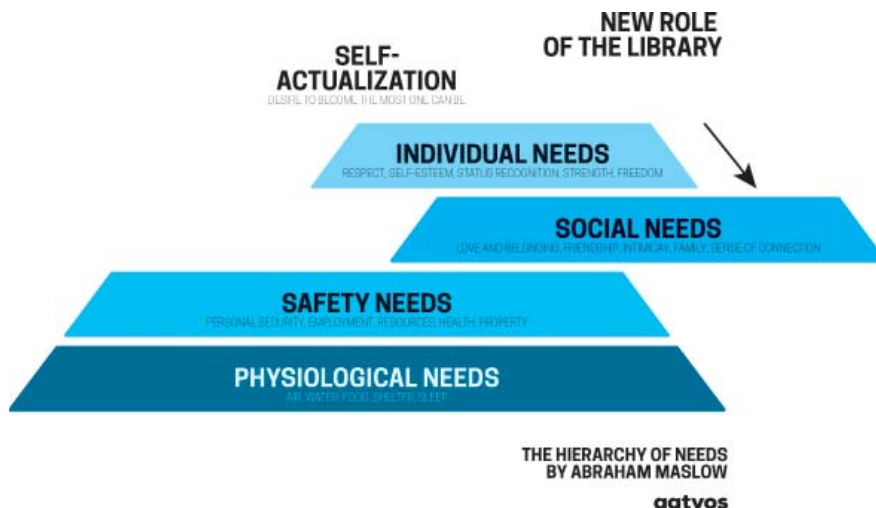 NEW ROLE
OF THE LIBRARY
SELF-
ACTUALIZATION
DESIRE TO BECOME THE MOST ONE CAN BE
INDIVIDUAL NEEDS
RESPECT, SELF-ESTEEM, STATUS RECOGNITION, STRENGTH, FREEDOM
SOCIAL NEEDS
LOVE AND BELONGING, FRIENDSHIP, INTIMICAY, FAMILY, SENSE OF CONNECTION
SAFETY NEEDS
PERSONAL SECURITY, EMPLOYMENT, RESOURCES, HEALTH, PROPERTY
PHYSIOLOGICAL NEEDS
AIR, WATER, FOOD, SHELTER, SLEEP
THE HIERARCHY OF NEEDS
BY ABRAHAM MASLOW
aatvos